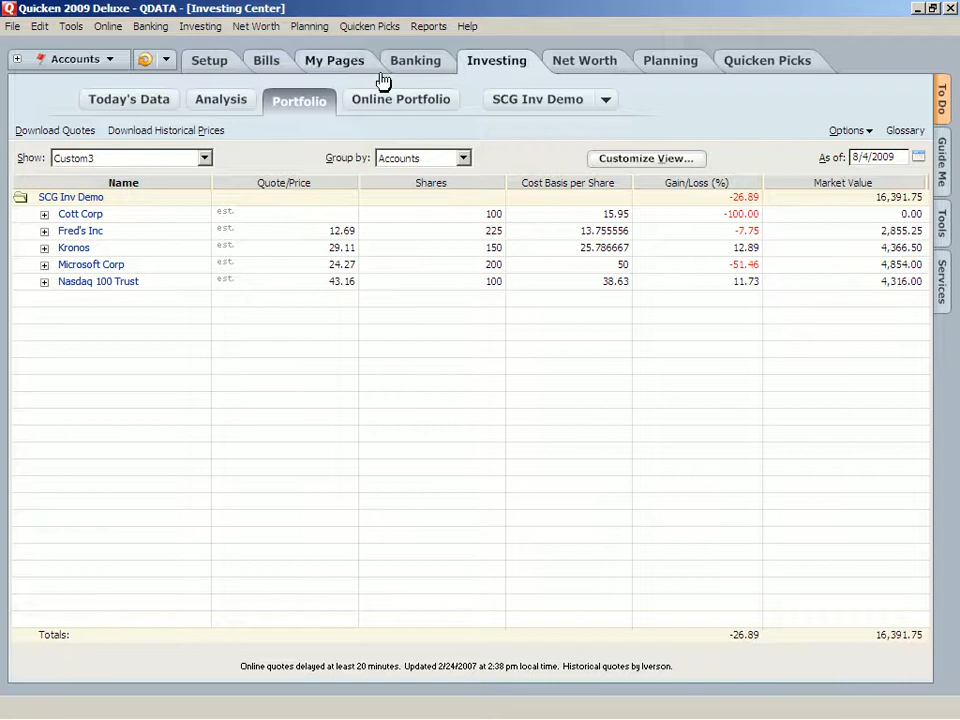 Quicken 2009 Deluxe - QDATA - [Investing Center]
File Edit Tools Online Banking Investing Net Worth Planning Quicken Picks Reports Help
Accounts Setup Bills My Pages Banking Investing Net Worth Planning Quicken Picks
Today's Data Analysis Portfolio Online Portfolio SCG Inv Demo
Download Quotes Download Historical Prices Options Glossary
Show: Custom3 Group by: Accounts Customize View... As of: 8/4/2009
Name Quote/Price Shares Cost Basis per Share Gain/Loss (%) Market Value
SCG Inv Demo -26.89 16,391.75
Cott Corp est. 100 15.95 -100.00 0.00
Fred's Inc est. 12.69 225 13.755556 -7.75 2,855.25
Kronos est. 29.11 150 25.786667 12.89 4,366.50
Microsoft Corp est. 24.27 200 50 -51.46 4,854.00
Nasdaq 100 Trust est. 43.16 100 38.63 11.73 4,316.00
Totals: -26.89 16,391.75
Online quotes delayed at least 20 minutes. Updated 2/24/2007 at 2:38 pm local time. Historical quotes by Iverson.
To Do
Guide Me
Tools
Services